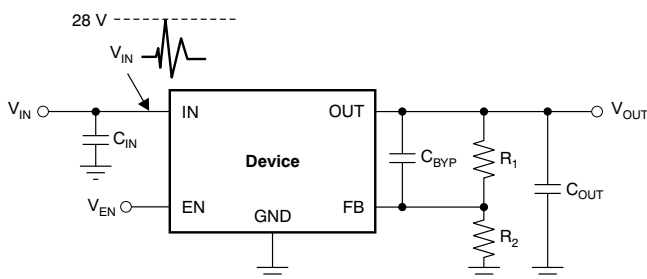 28 V
V_IN
V_IN
IN
OUT
V_OUT
C_IN
Device
C_BYP
R_1
C_OUT
V_EN
EN
GND
FB
R_2